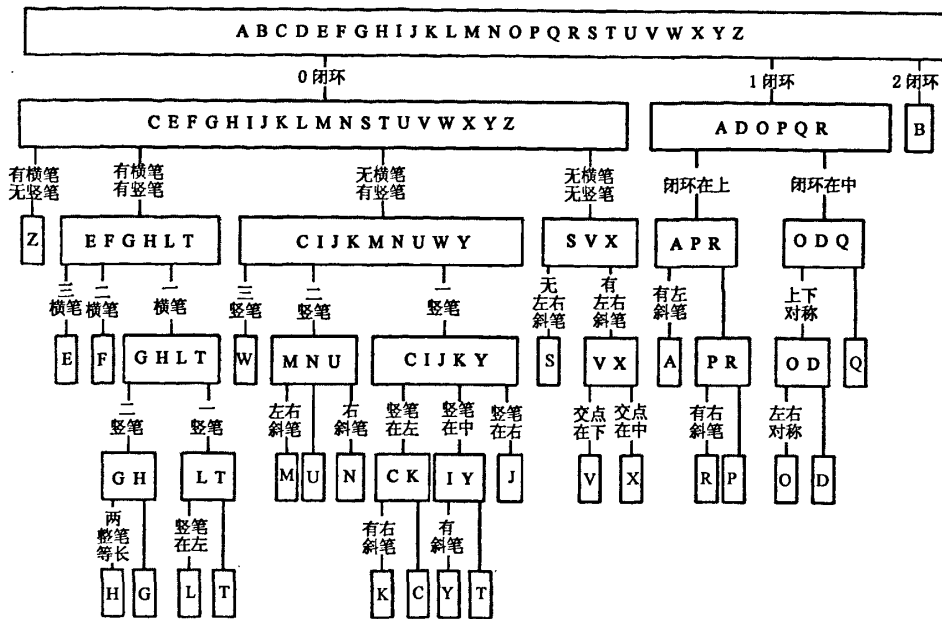 A B C D E F G H I J K L M N O P Q R S T U V W X Y Z
0 闭环
1 闭环
2 闭环
C E F G H I J K L M N S T U V W X Y Z
A D O P Q R
B
有横笔
无竖笔
有横笔
有竖笔
无横笔
有竖笔
无横笔
无竖笔
闭环在上
闭环在中
Z
E F G H L T
C I J K M N U W Y
S V X
A P R
O D Q
三
横笔
二
横笔
一
横笔
三
竖笔
二
竖笔
一
竖笔
无
左右
斜笔
有
左右
斜笔
有左
斜笔
上下
对称
E
F
G H L T
W
M N U
C I J K Y
S
V X
A
P R
O D
Q
二
竖笔
一
竖笔
左右
斜笔
右
斜笔
竖笔
在左
竖笔
在中
竖笔
在右
交点
在下
交点
在中
有右
斜笔
左右
对称
G H
L T
M
U
N
C K
I Y
J
V
X
R
P
O
D
两
整笔
等长
竖笔
在左
有右
斜笔
有
斜笔
H
G
L
T
K
C
Y
T